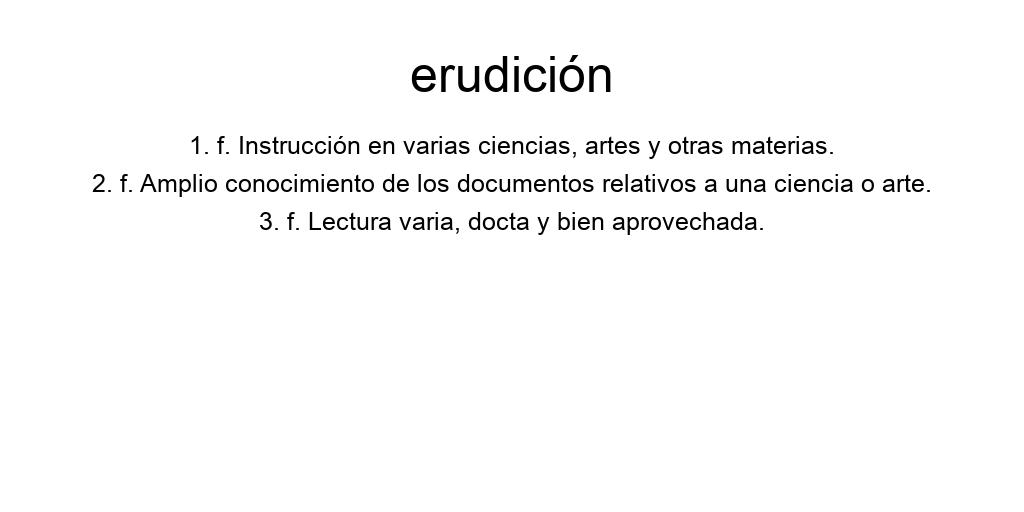 erudición
1. f. Instrucción en varias ciencias, artes y otras materias.
2. f. Amplio conocimiento de los documentos relativos a una ciencia o arte.
3. f. Lectura varia, docta y bien aprovechada.